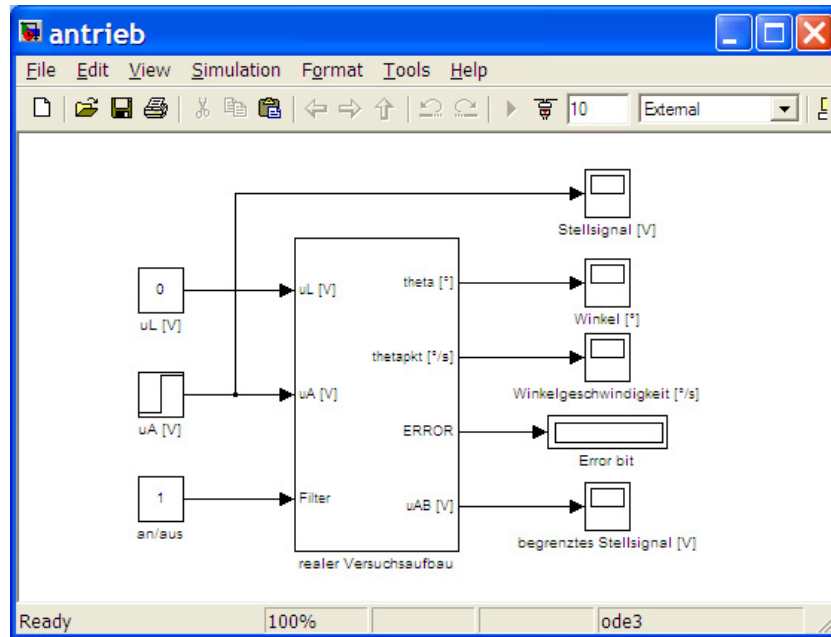 antrieb
File Edit View Simulation Format Tools Help
10 External
Stellsignal [V]
0
uL [V]
uL [V]
theta [°]
Winkel [°]
thetapkt [°/s]
Winkelgeschwindigkeit [°/s]
uA [V]
uA [V]
ERROR
Error bit
1
an/aus
Filter
uAB [V]
begrenztes Stellsignal [V]
realer Versuchsaufbau
Ready 100% ode3